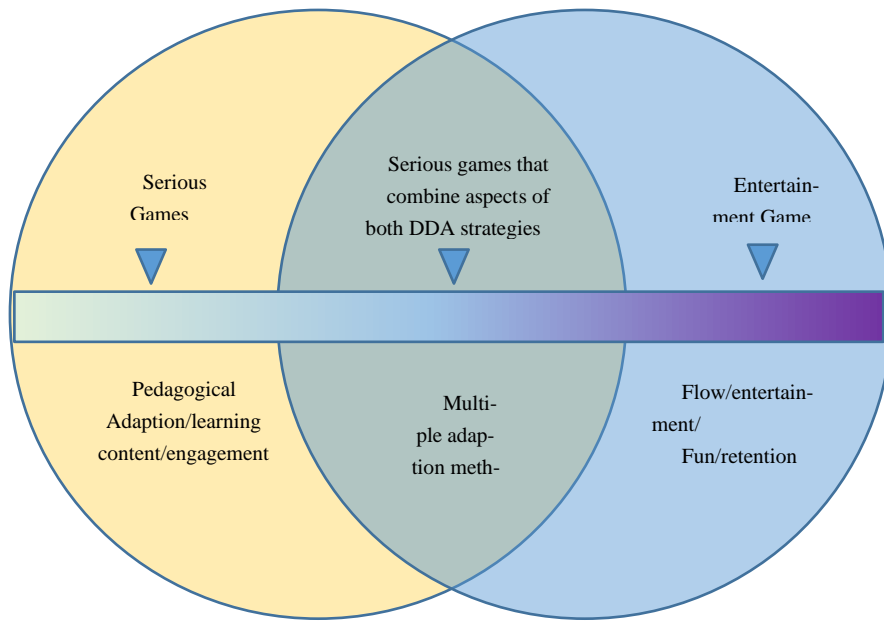 Serious
Games
Serious games that
combine aspects of
both DDA strategies
Entertain-
ment Game
Pedagogical
Adaption/learning
content/engagement
Multi-
ple adap-
tion meth-
Flow/entertain-
ment/
Fun/retention